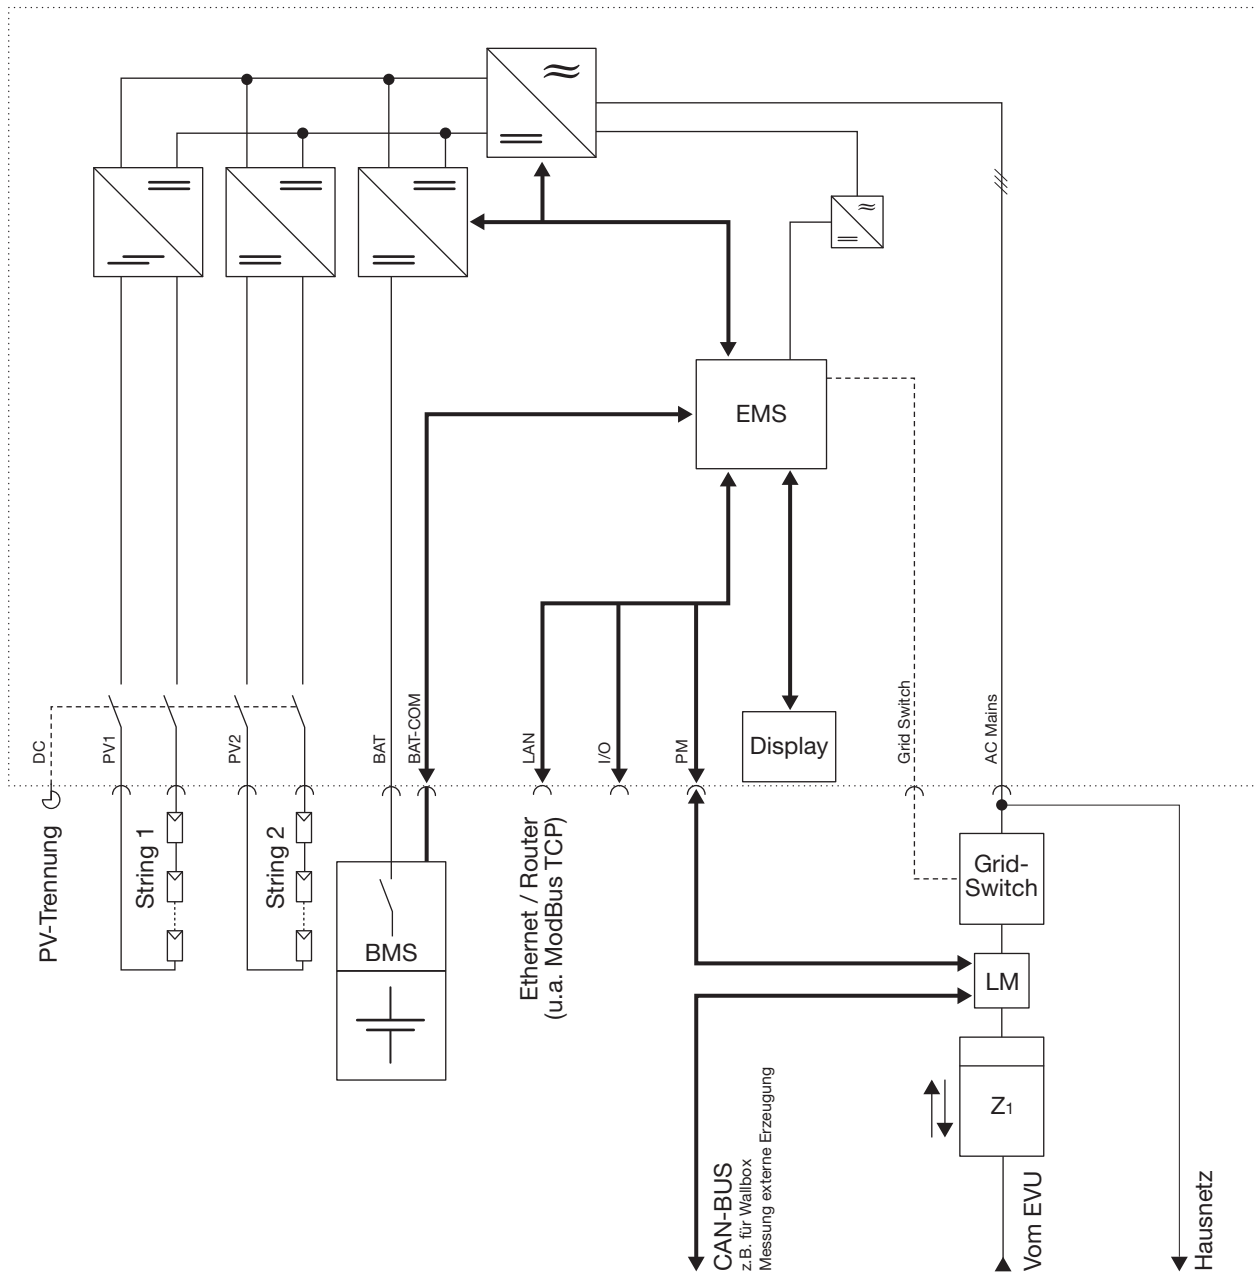 EMS
DC
PV1
PV2
BAT
BAT-COM
LAN
I/O
PM
Display
Grid Switch
AC Mains
PV-Trennung
String 1
String 2
BMS
Ethernet / Router
(u.a. ModBus TCP)
Grid-
Switch
LM
Z1
CAN-BUS
z.B. für Wallbox
Messung externe Erzeugung
Vom EVU
Hausnetz